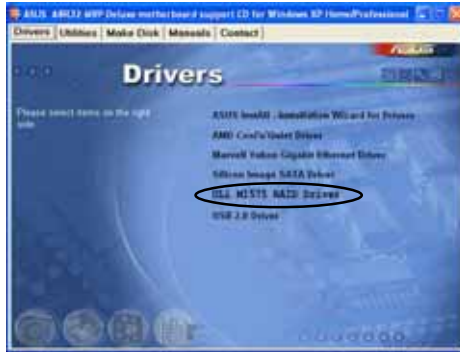 ASUS A8R32-MVP Deluxe motherboard support CD for Windows XP Home/Professional
Drivers Utilities Make Disk Manuals Contact
Drivers
Please select items on the right
side
ASUS InstAll - Installation Wizard for Drivers
AMD Cool'n'Quiet Driver
Marvell Yukon Gigabit Ethernet Driver
Silicon Image SATA Driver
ULi M1575 RAID Driver
USB 2.0 Driver